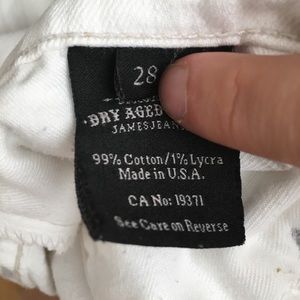 28
DRY AGED
JAMES JEANS
99% Cotton/1% Lycra
Made in U.S.A.
CA No: 19371
See Care on Reverse